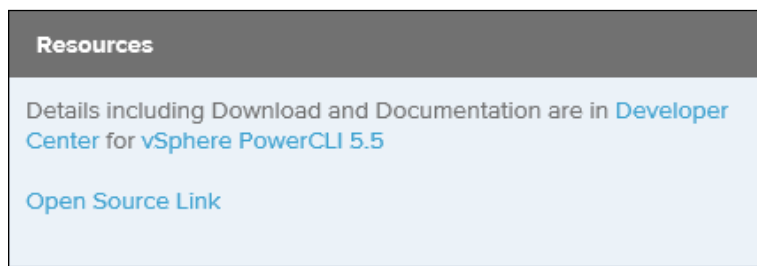 Resources
Details including Download and Documentation are in Developer
Center for vSphere PowerCLI 5.5
Open Source Link